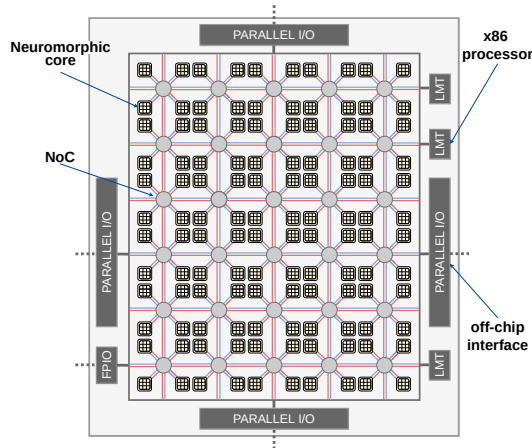 PARALLEL I/O
Neuromorphic
core
x86
processor
LMT
LMT
NoC
PARALLEL I/O
PARALLEL I/O
off-chip
interface
FPIO
LMT
PARALLEL I/O